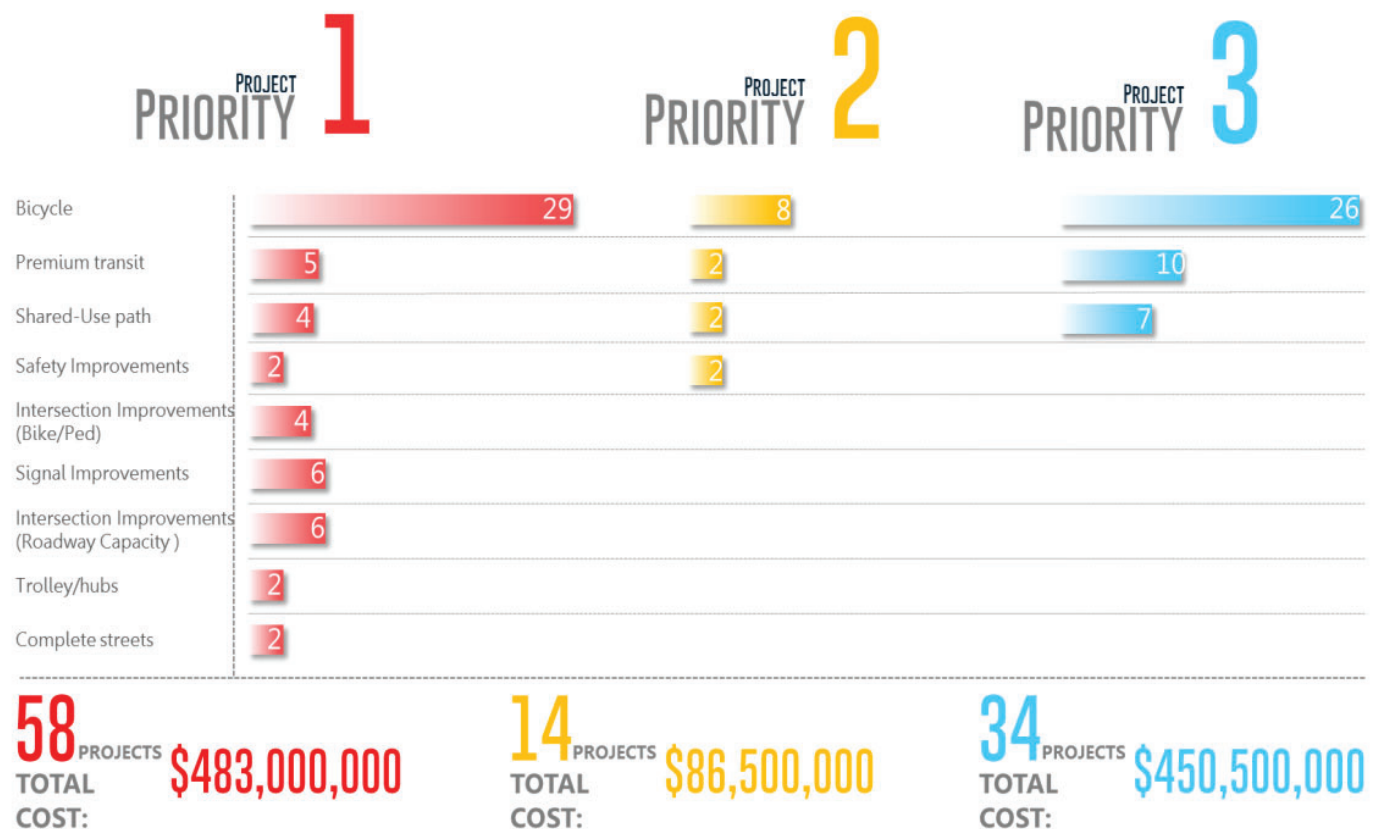 PROJECT
PRIORITY 1
PROJECT
PRIORITY 2
PROJECT
PRIORITY 3
Bicycle 29 8 26
Premium transit 5 2 10
Shared-Use path 4 2 7
Safety Improvements 2 2
Intersection Improvements
(Bike/Ped) 4
Signal Improvements 6
Intersection Improvements
(Roadway Capacity ) 6
Trolley/hubs 2
Complete streets 2
58 PROJECTS
TOTAL
COST: $483,000,000
14 PROJECTS
TOTAL
COST: $86,500,000
34 PROJECTS
TOTAL
COST: $450,500,000